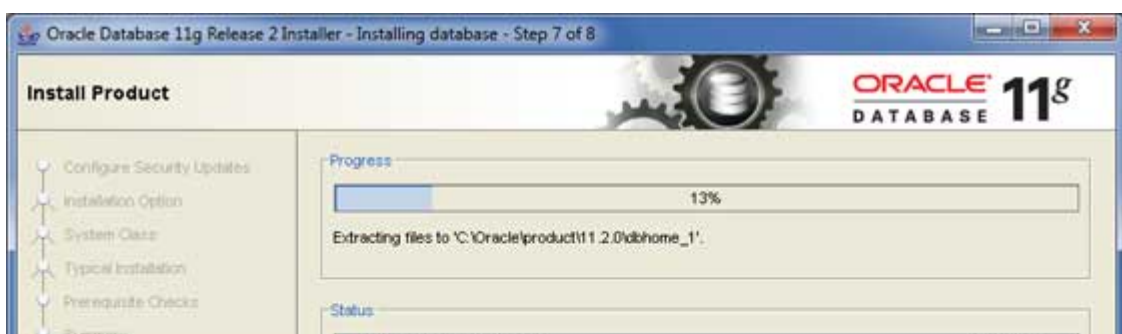 Oracle Database 11g Release 2 Installer - Installing database - Step 7 of 8
Install Product
ORACLE 11g
DATABASE
Configure Security Updates
Installation Option
System Class
Typical Installation
Prerequisite Checks
Summary
Progress
13%
Extracting files to 'C:\Oracle\product\11.2.0\dbhome_1'.
Status